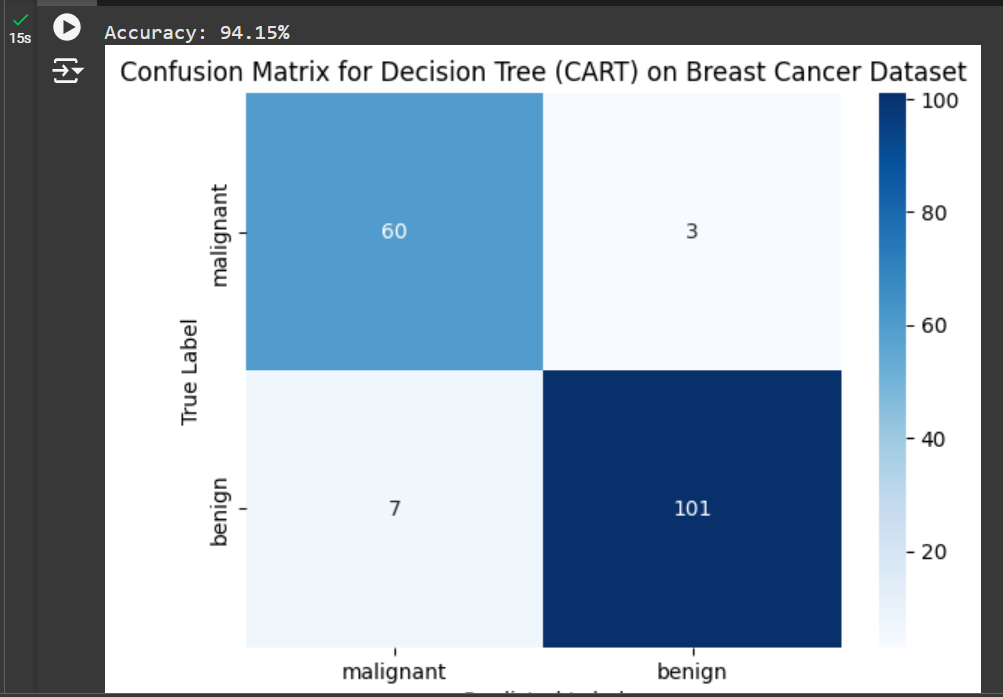 15s
Accuracy: 94.15%
Confusion Matrix for Decision Tree (CART) on Breast Cancer Dataset
True Label
malignant
benign
60
3
7
101
malignant
benign
100
80
60
40
20